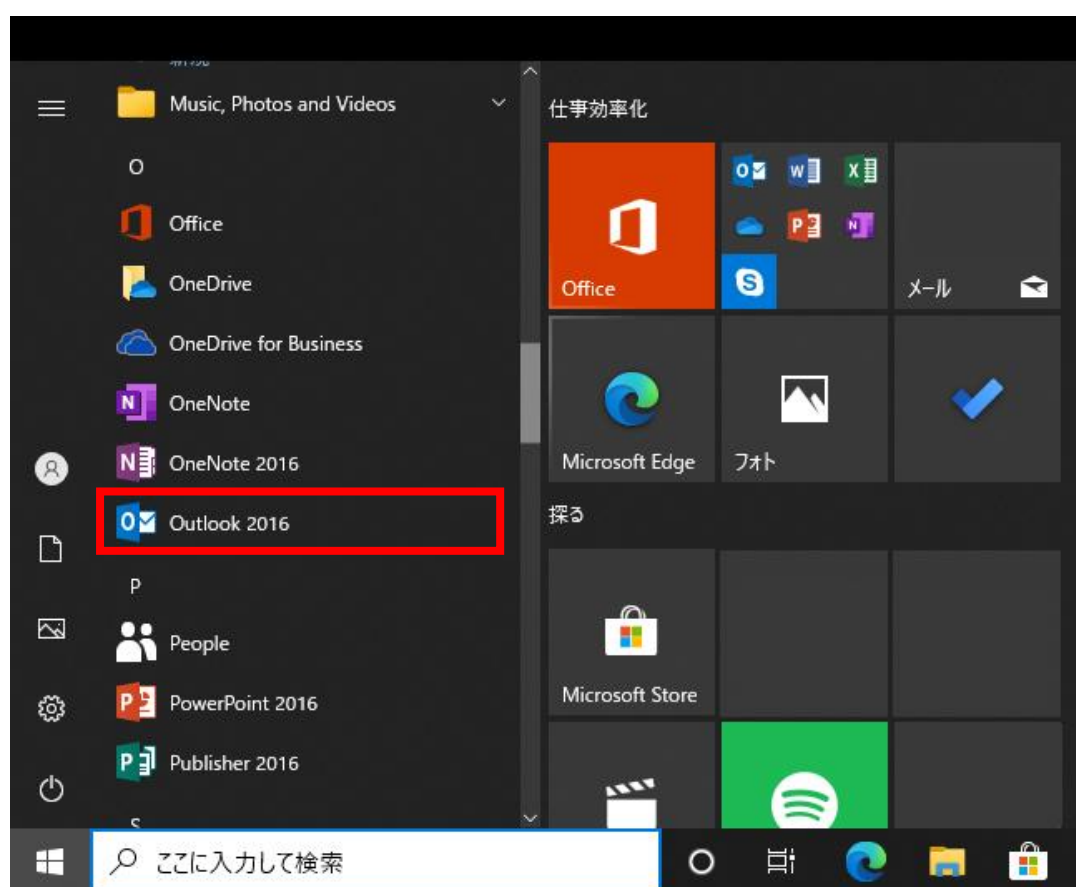 Music, Photos and Videos
O
Office
OneDrive
OneDrive for Business
OneNote
OneNote 2016
Outlook 2016
P
People
PowerPoint 2016
Publisher 2016
仕事効率化
Office
メール
Microsoft Edge
フォト
探る
Microsoft Store
ここに入力して検索